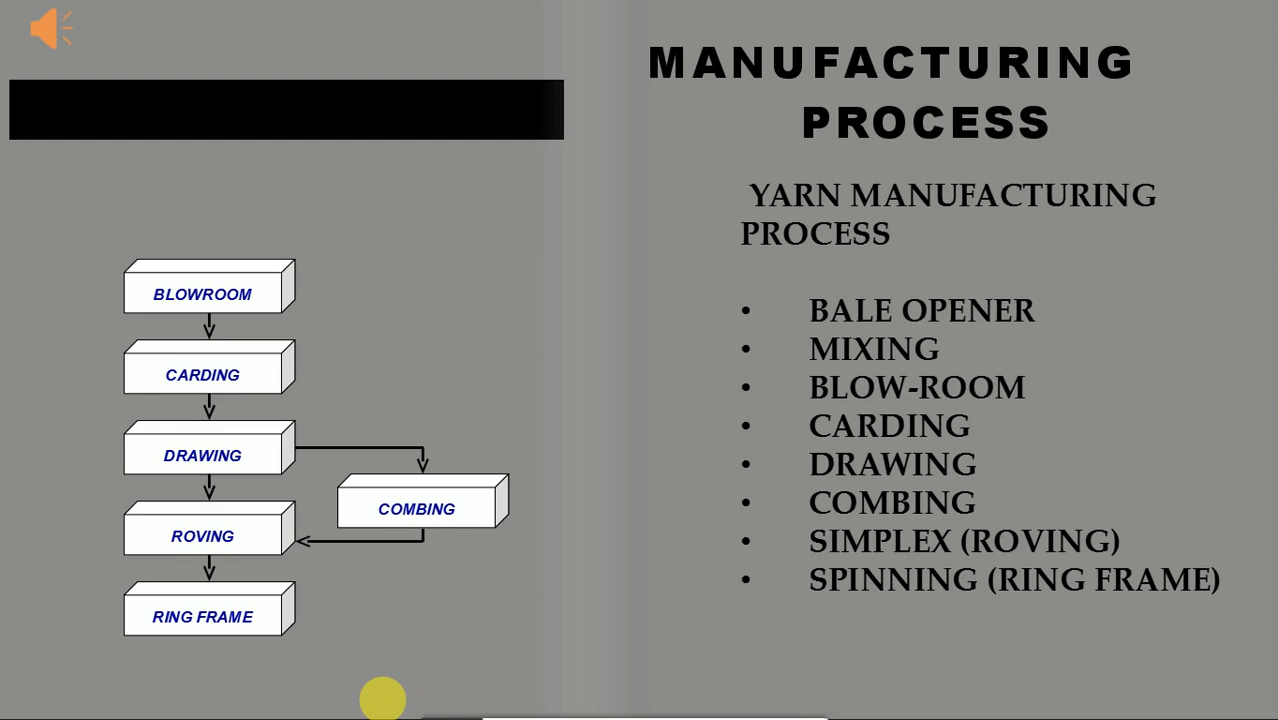 MANUFACTURING
PROCESS
YARN MANUFACTURING
PROCESS
• BALE OPENER
• MIXING
• BLOW-ROOM
• CARDING
• DRAWING
• COMBING
• SIMPLEX (ROVING)
• SPINNING (RING FRAME)
BLOWROOM
CARDING
DRAWING
COMBING
ROVING
RING FRAME